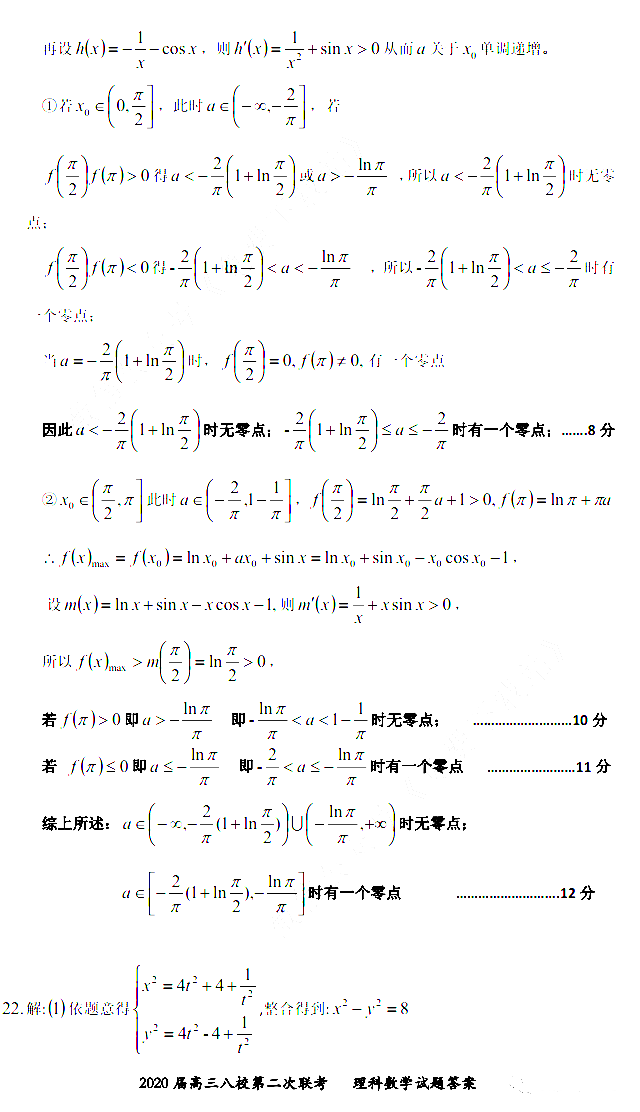 再设 h(x) = -1/x - cos x，则 h′(x) = 1/x² + sin x > 0 从而 a 关于 x₀ 单调递增。
①若 x₀ ∈ (0, π/2]，此时 a ∈ (-∞, -2/π]，若
f(π/2) f(π) > 0 得 a < -2/π (1 + ln π/2) 或 a > -ln π/π ，所以 a < -2/π (1 + ln π/2) 时无零
点；
f(π/2) f(π) < 0 得 -2/π (1 + ln π/2) < a < -ln π/π ，所以 -2/π (1 + ln π/2) < a ≤ -2/π 时有
一个零点；
当 a = -2/π (1 + ln π/2) 时，f(π/2) = 0, f(π) ≠ 0, 有一个零点
因此 a < -2/π (1 + ln π/2) 时无零点； -2/π (1 + ln π/2) ≤ a ≤ -2/π 时有一个零点；…….8 分
② x₀ ∈ (π/2, π] 此时 a ∈ (-2/π, 1 - 1/π]，f(π/2) = ln π/2 + π/2 a + 1 > 0, f(π) = ln π + πa
∴ f(x)max = f(x₀) = ln x₀ + ax₀ + sin x = ln x₀ + sin x₀ - x₀ cos x₀ - 1，
设 m(x) = ln x + sin x - x cos x - 1, 则 m′(x) = 1/x + x sin x > 0，
所以 f(x)max > m(π/2) = ln π/2 > 0，
若 f(π) > 0 即 a > -ln π/π 即 -ln π/π < a < 1 - 1/π 时无零点； ………………………10 分
若 f(π) ≤ 0 即 a ≤ -ln π/π 即 -2/π < a ≤ -ln π/π 时有一个零点 ……………………11 分
综上所述：a ∈ (-∞, -2/π (1 + ln π/2)) ∪ (-ln π/π, +∞) 时无零点；
a ∈ [-2/π (1 + ln π/2), -ln π/π] 时有一个零点 ……………………….12 分
22.解:(1) 依题意得 { x² = 4t² + 4 + 1/t² , y² = 4t² - 4 + 1/t² ,整合得到: x² - y² = 8
2020 届高三八校第二次联考 理科数学试题答案